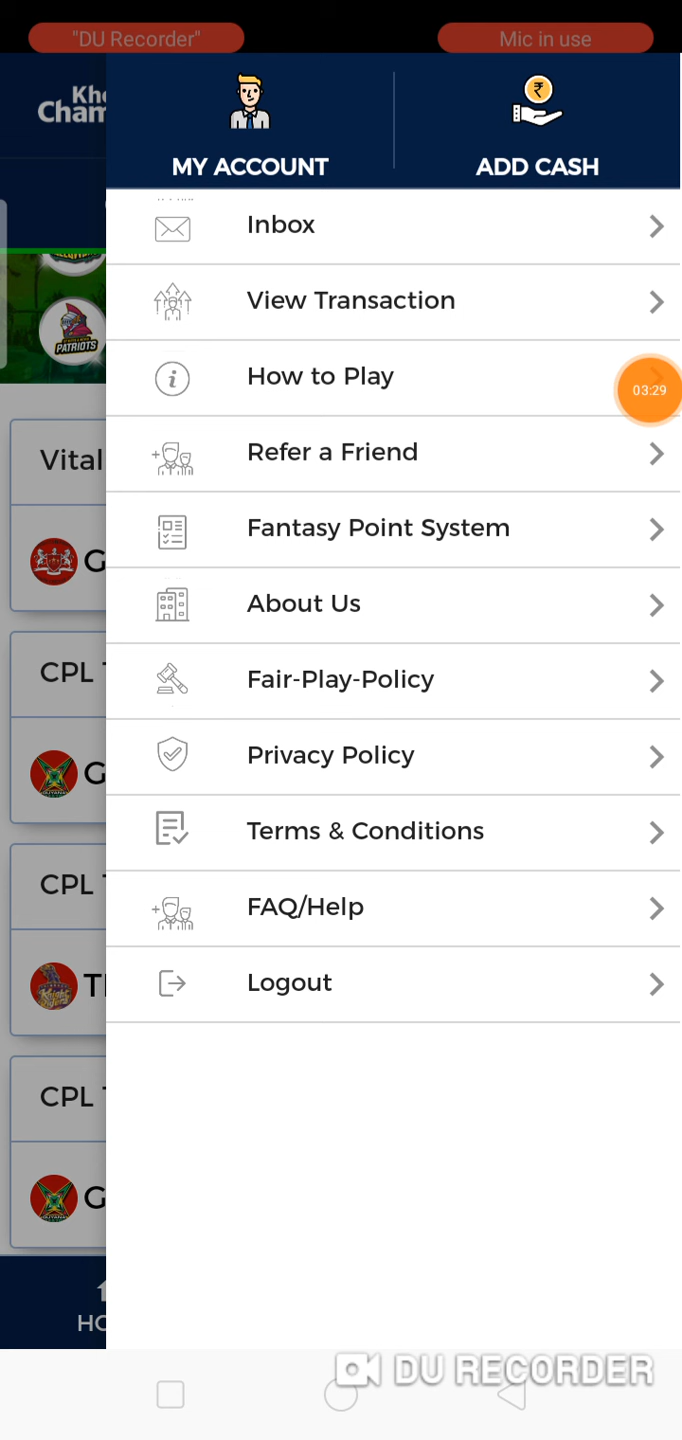 "DU Recorder"
Mic in use
MY ACCOUNT
ADD CASH
Inbox
View Transaction
How to Play
03:29
PATRIOTS
Refer a Friend
Vital
Fantasy Point System
G
About Us
CPL
Fair-Play-Policy
Privacy Policy
G
Terms & Conditions
CPL
FAQ/Help
Logout
CPL
G
DU RECORDER